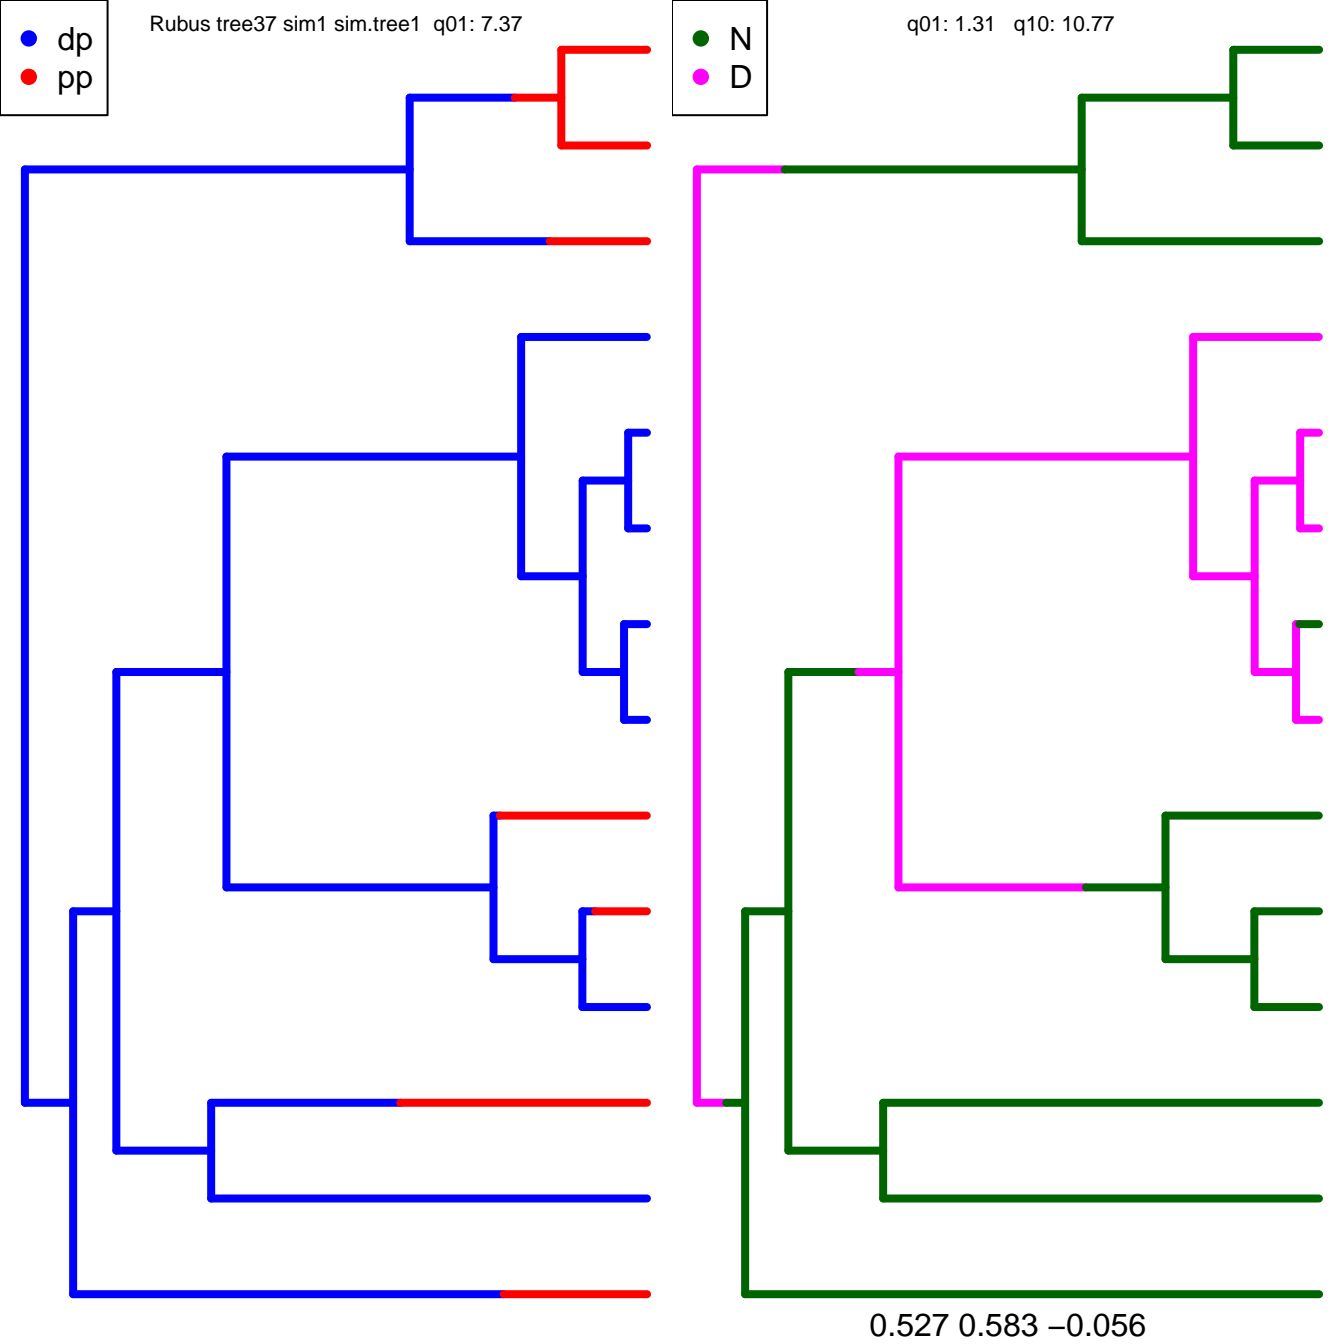 dp
pp
Rubus tree37 sim1 sim.tree1 q01: 7.37
N
D
q01: 1.31 q10: 10.77
0.527 0.583 −0.056